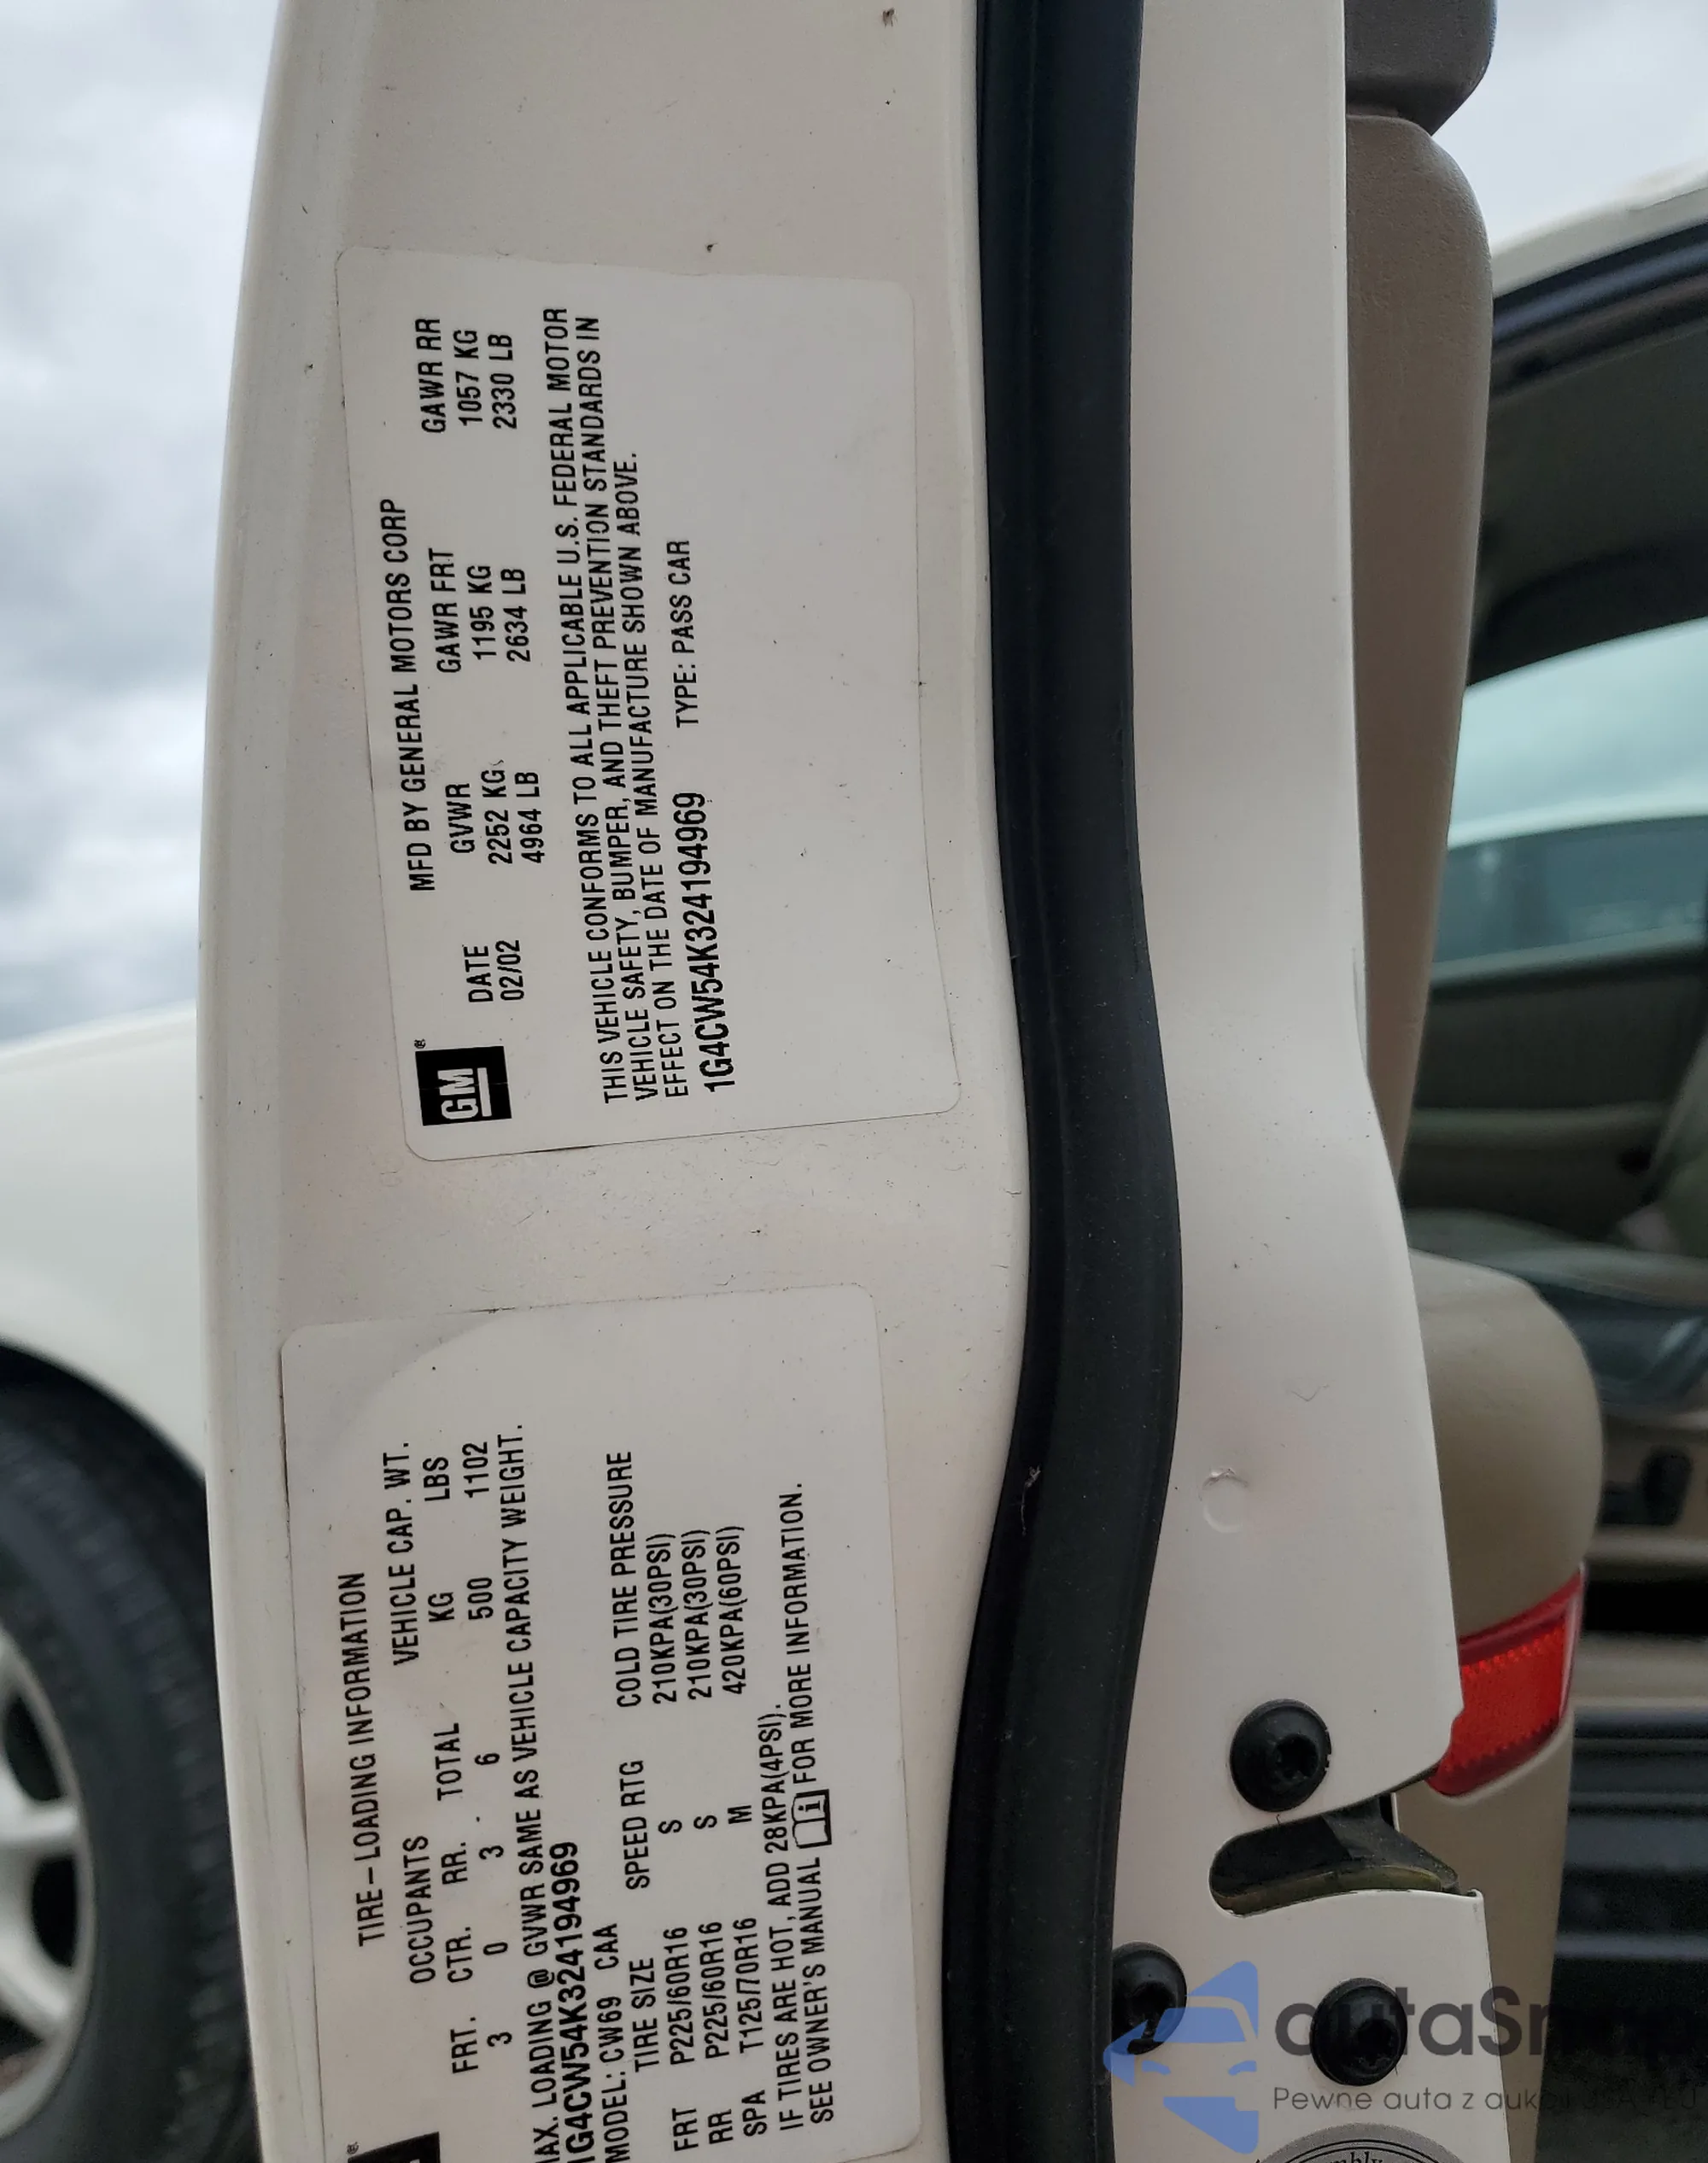 GM®
MFD BY GENERAL MOTORS CORP
DATE GVWR GAWR FRT GAWR RR
02/02 2252 KG 1195 KG 1057 KG
4964 LB 2634 LB 2330 LB
THIS VEHICLE CONFORMS TO ALL APPLICABLE U.S. FEDERAL MOTOR
VEHICLE SAFETY, BUMPER, AND THEFT PREVENTION STANDARDS IN
EFFECT ON THE DATE OF MANUFACTURE SHOWN ABOVE.
1G4CW54K324194969 TYPE: PASS CAR
®
TIRE-LOADING INFORMATION
OCCUPANTS VEHICLE CAP. WT.
FRT. CTR. RR. TOTAL KG LBS
3 0 3 6 500 1102
MAX. LOADING @ GVWR SAME AS VEHICLE CAPACITY WEIGHT.
1G4CW54K324194969
MODEL: CW69 CAA
TIRE SIZE SPEED RTG COLD TIRE PRESSURE
FRT P225/60R16 S 210KPA(30PSI)
RR P225/60R16 S 210KPA(30PSI)
SPA T125/70R16 M 420KPA(60PSI)
IF TIRES ARE HOT, ADD 28KPA(4PSI).
SEE OWNER'S MANUAL i FOR MORE INFORMATION.
Pewne auta z